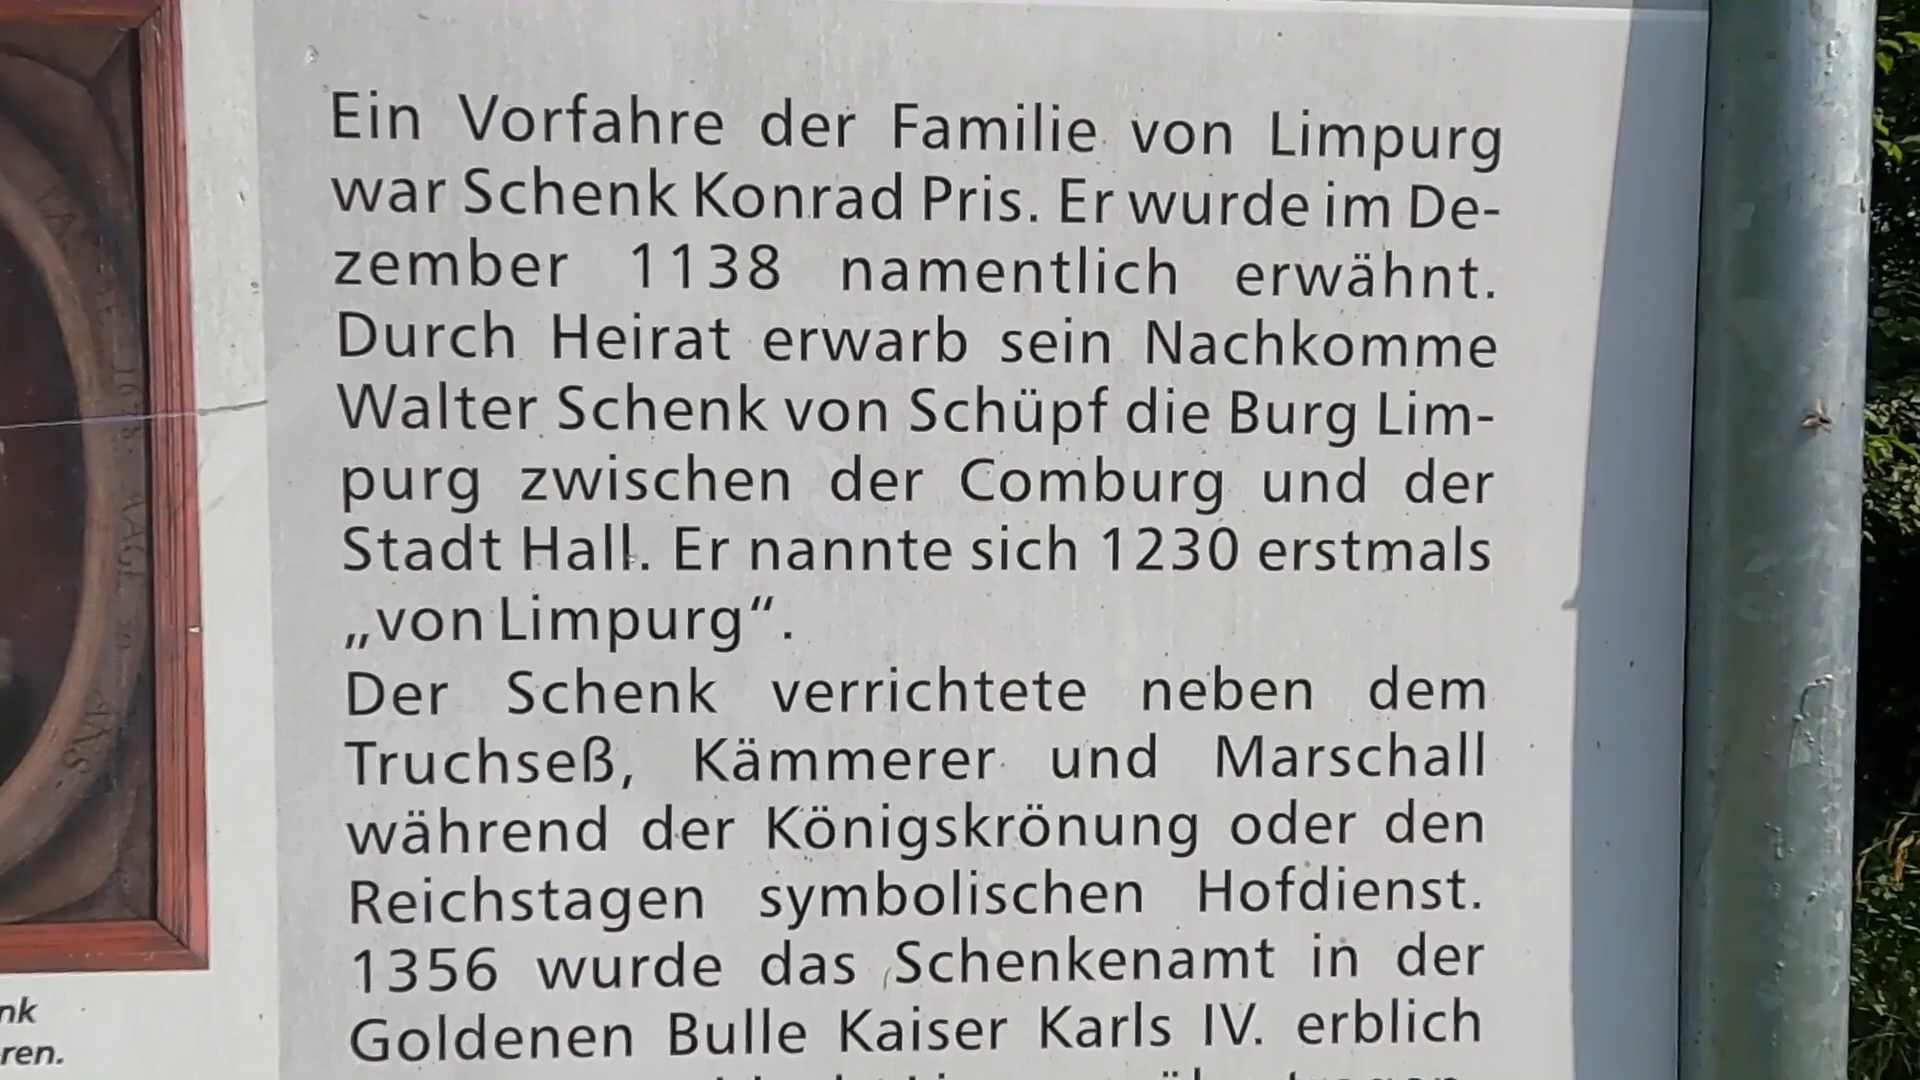 Ein Vorfahre der Familie von Limpurg
war Schenk Konrad Pris. Er wurde im De-
zember 1138 namentlich erwähnt.
Durch Heirat erwarb sein Nachkomme
Walter Schenk von Schüpf die Burg Lim-
purg zwischen der Comburg und der
Stadt Hall. Er nannte sich 1230 erstmals
„von Limpurg“.
Der Schenk verrichtete neben dem
Truchseß, Kämmerer und Marschall
während der Königskrönung oder den
Reichstagen symbolischen Hofdienst.
1356 wurde das Schenkenamt in der
Goldenen Bulle Kaiser Karls IV. erblich
nk
ren.